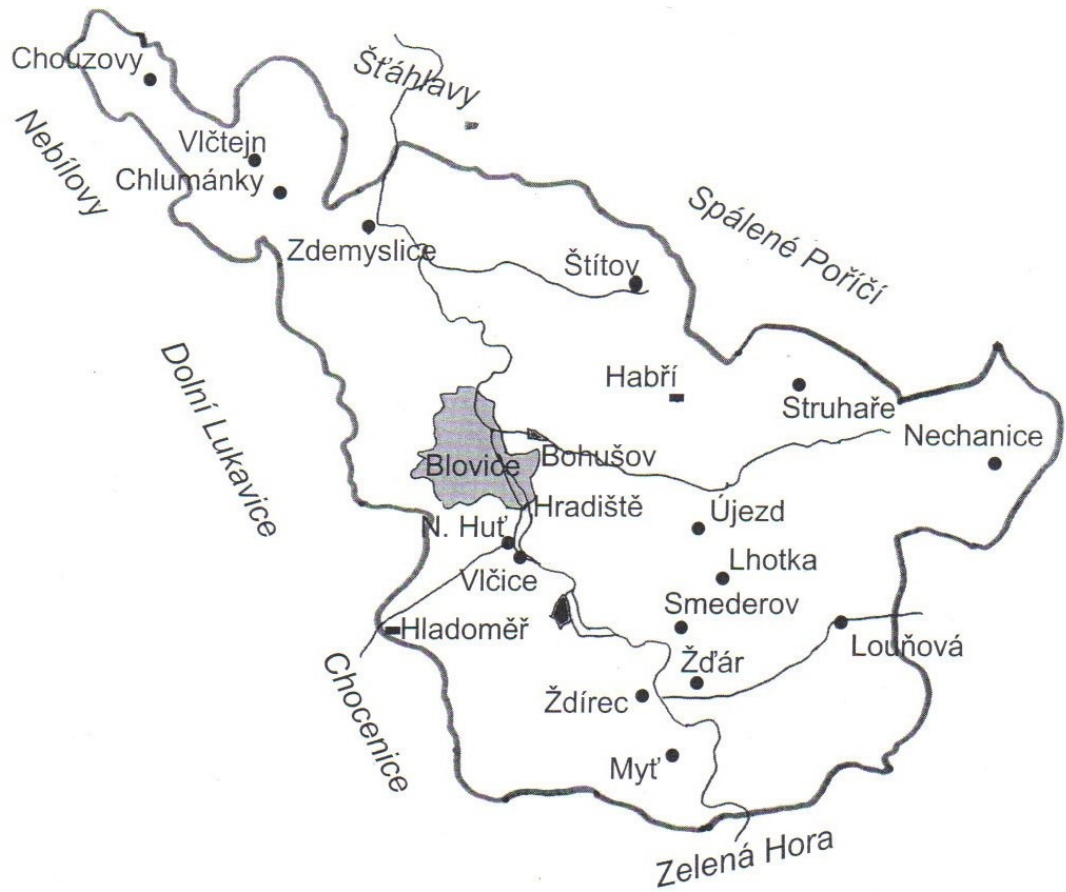 Šťáhlavy
Chouzovy
Nebílovy
Vlčtejn
Chlumánky
Zdemyslice
Spálené Poříčí
Štítov
Dolní Lukavice
Habří
Struhaře
Nechanice
Blovice
Bohušov
Hradiště
Újezd
N. Huť
Vlčice
Lhotka
Smederov
Hladoměř
Louňová
Chocenice
Žďár
Ždírec
Myť
Zelená Hora